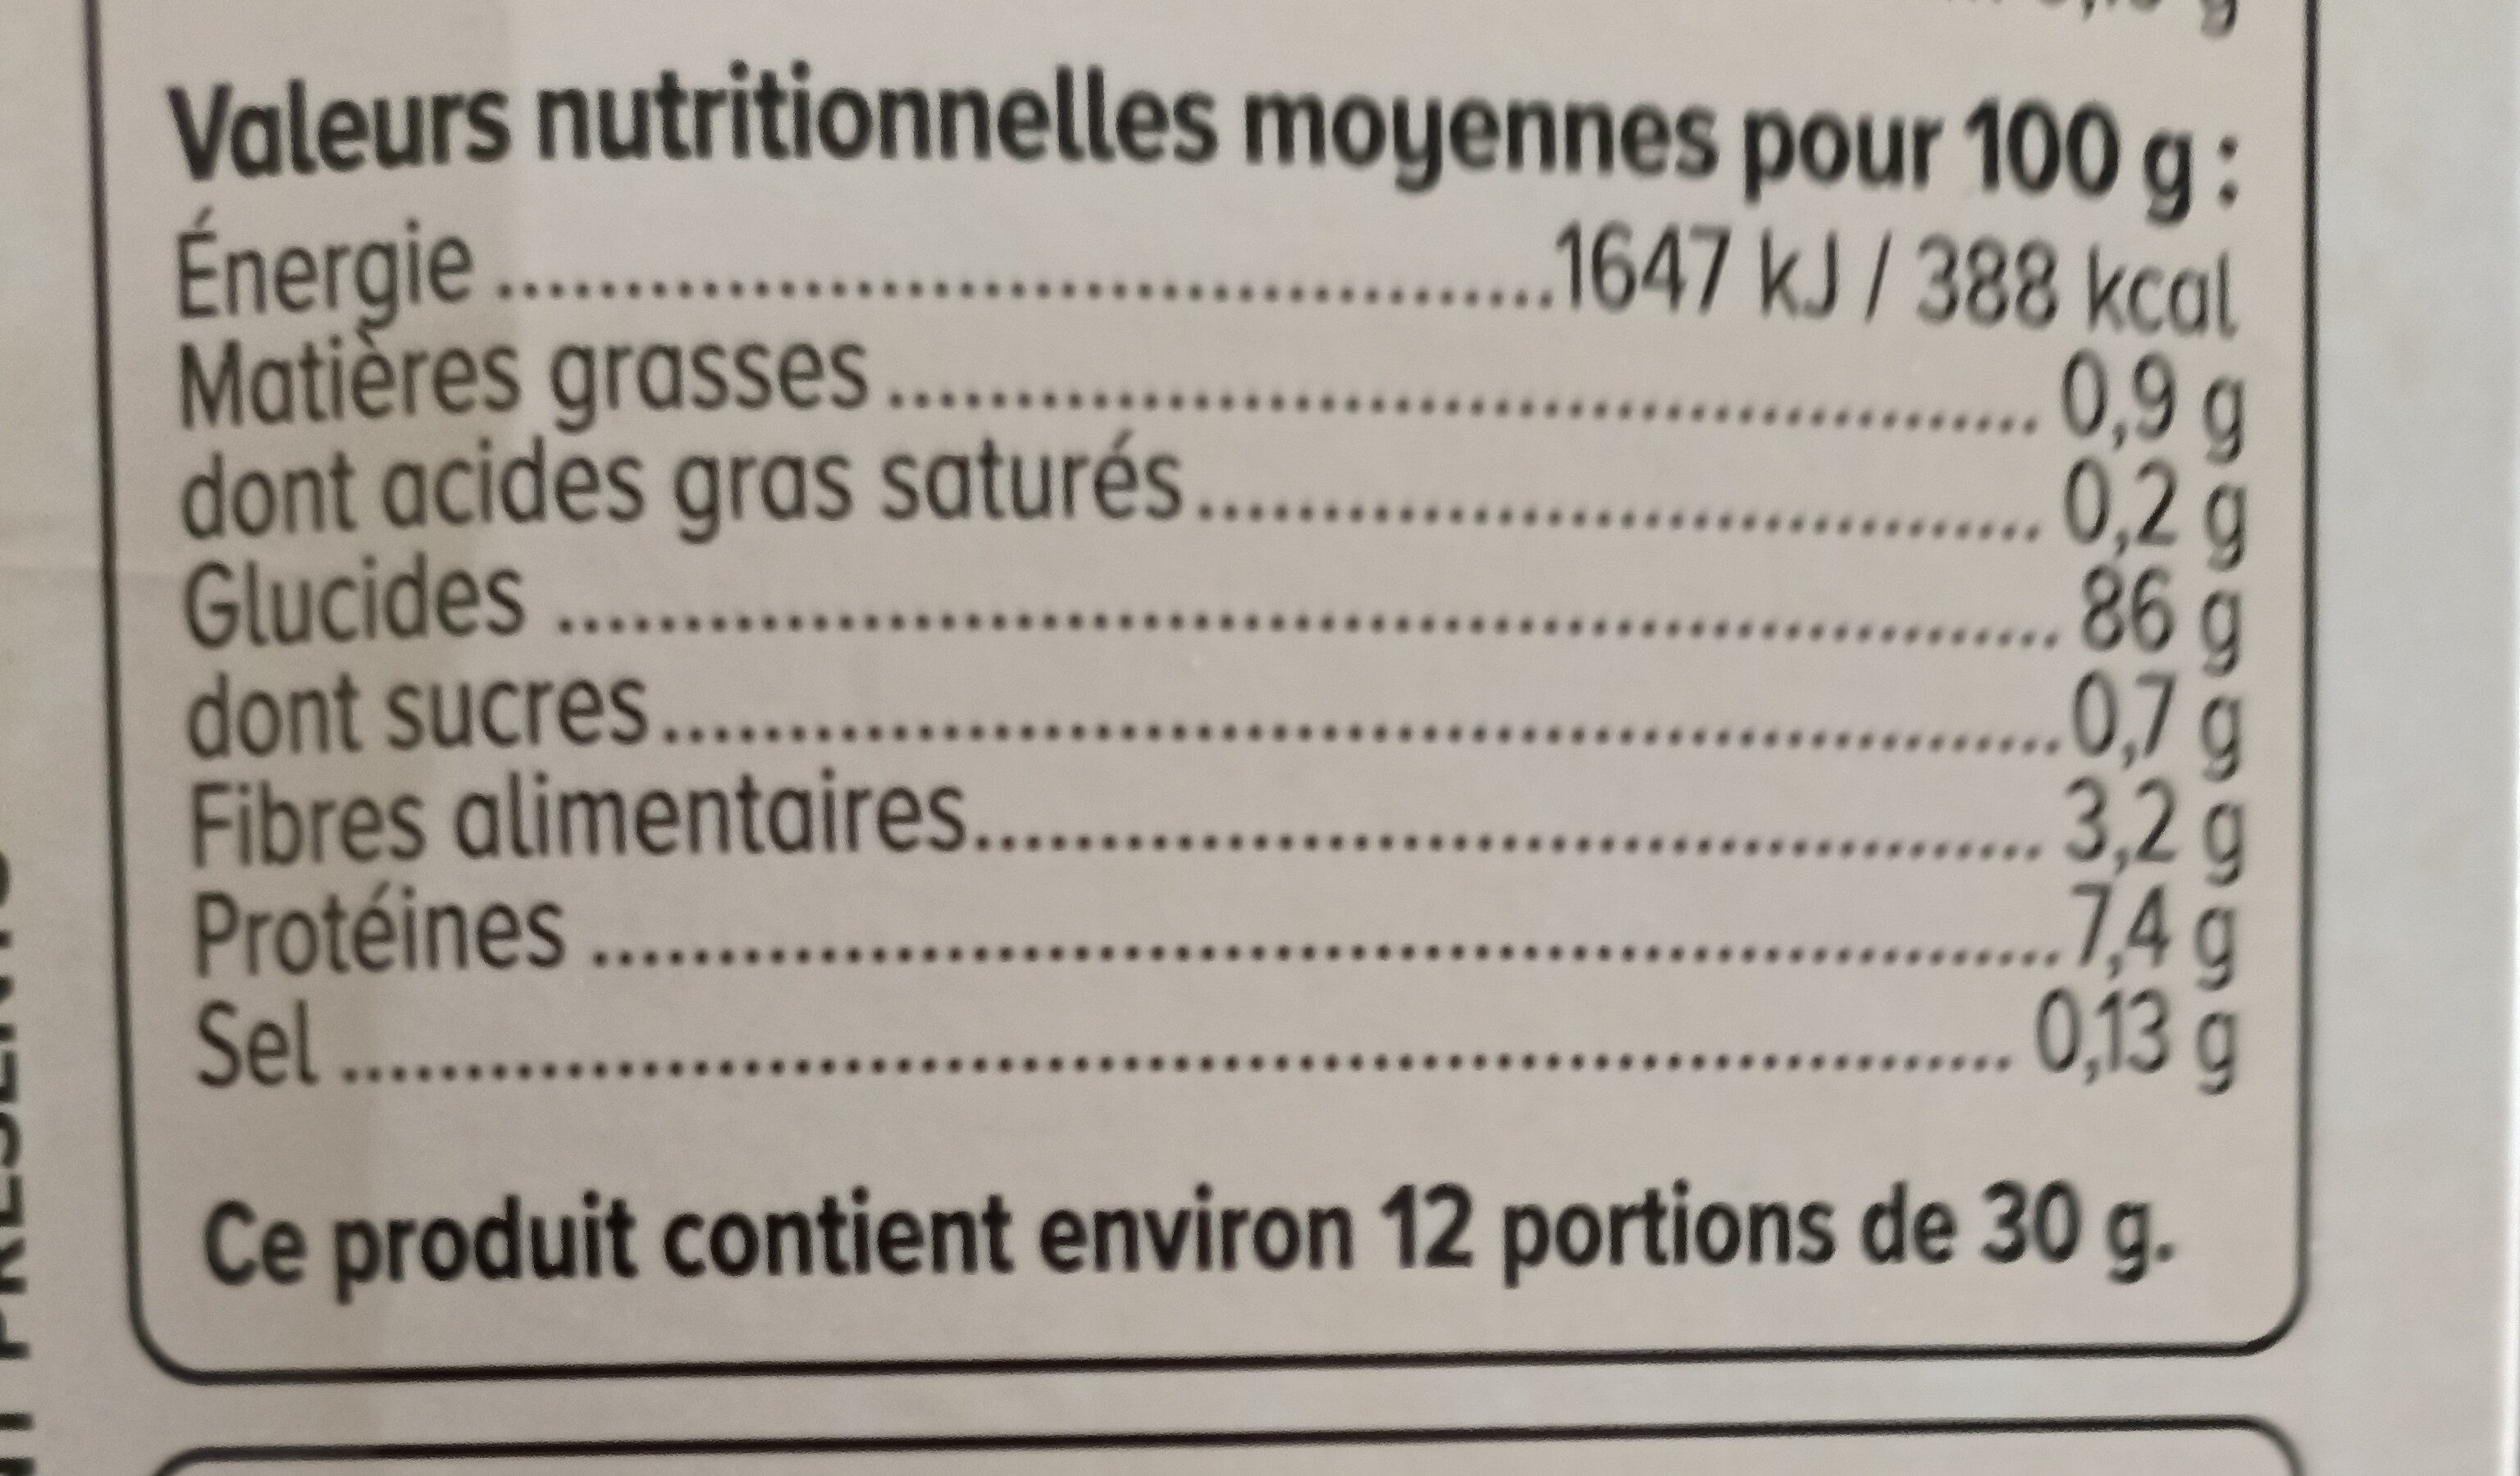 Valeurs nutritionnelles moyennes pour 100 g :
Énergie ..........................................1647 kJ / 388 kcal
Matières grasses ............................................. 0,9 g
dont acides gras saturés................................. 0,2 g
Glucides ........................................................... 86 g
dont sucres.......................................................0,7 g
Fibres alimentaires.......................................... 3,2 g
Protéines ..........................................................7,4 g
Sel .................................................................. 0,13 g
Ce produit contient environ 12 portions de 30 g.